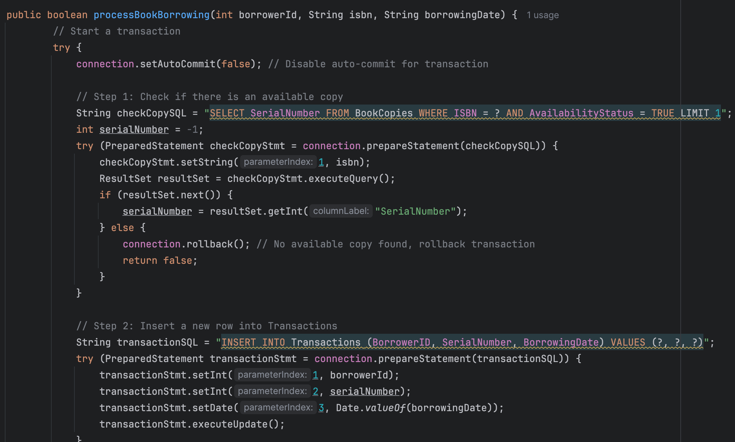 public boolean processBookBorrowing(int borrowerId, String isbn, String borrowingDate) { 1 usage
// Start a transaction
try {
connection.setAutoCommit(false); // Disable auto-commit for transaction
// Step 1: Check if there is an available copy
String checkCopySQL = "SELECT SerialNumber FROM BookCopies WHERE ISBN = ? AND AvailabilityStatus = TRUE LIMIT 1";
int serialNumber = -1;
try (PreparedStatement checkCopyStmt = connection.prepareStatement(checkCopySQL)) {
checkCopyStmt.setString( parameterIndex: 1, isbn);
ResultSet resultSet = checkCopyStmt.executeQuery();
if (resultSet.next()) {
serialNumber = resultSet.getInt( columnLabel: "SerialNumber");
} else {
connection.rollback(); // No available copy found, rollback transaction
return false;
}
}
// Step 2: Insert a new row into Transactions
String transactionSQL = "INSERT INTO Transactions (BorrowerID, SerialNumber, BorrowingDate) VALUES (?, ?, ?)";
try (PreparedStatement transactionStmt = connection.prepareStatement(transactionSQL)) {
transactionStmt.setInt( parameterIndex: 1, borrowerId);
transactionStmt.setInt( parameterIndex: 2, serialNumber);
transactionStmt.setDate( parameterIndex: 3, Date.valueOf(borrowingDate));
transactionStmt.executeUpdate();
}